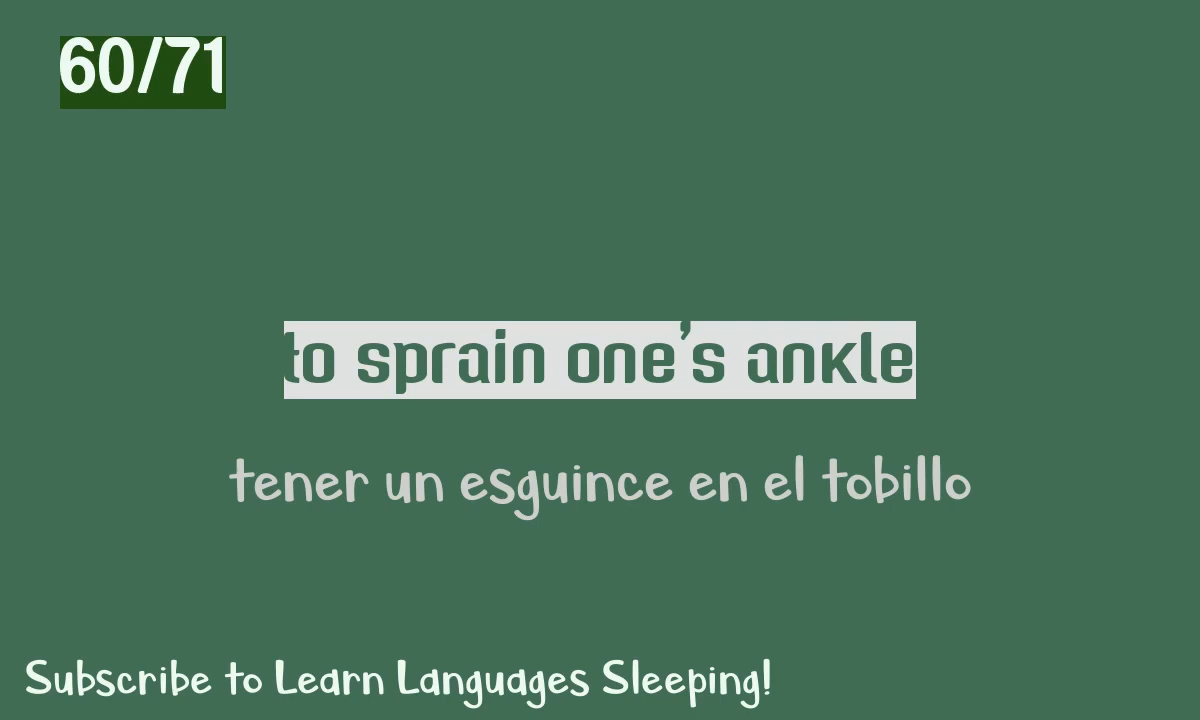 60/71
to sprain one's ankle
tener un esguince en el tobillo
Subscribe to Learn Languages Sleeping!